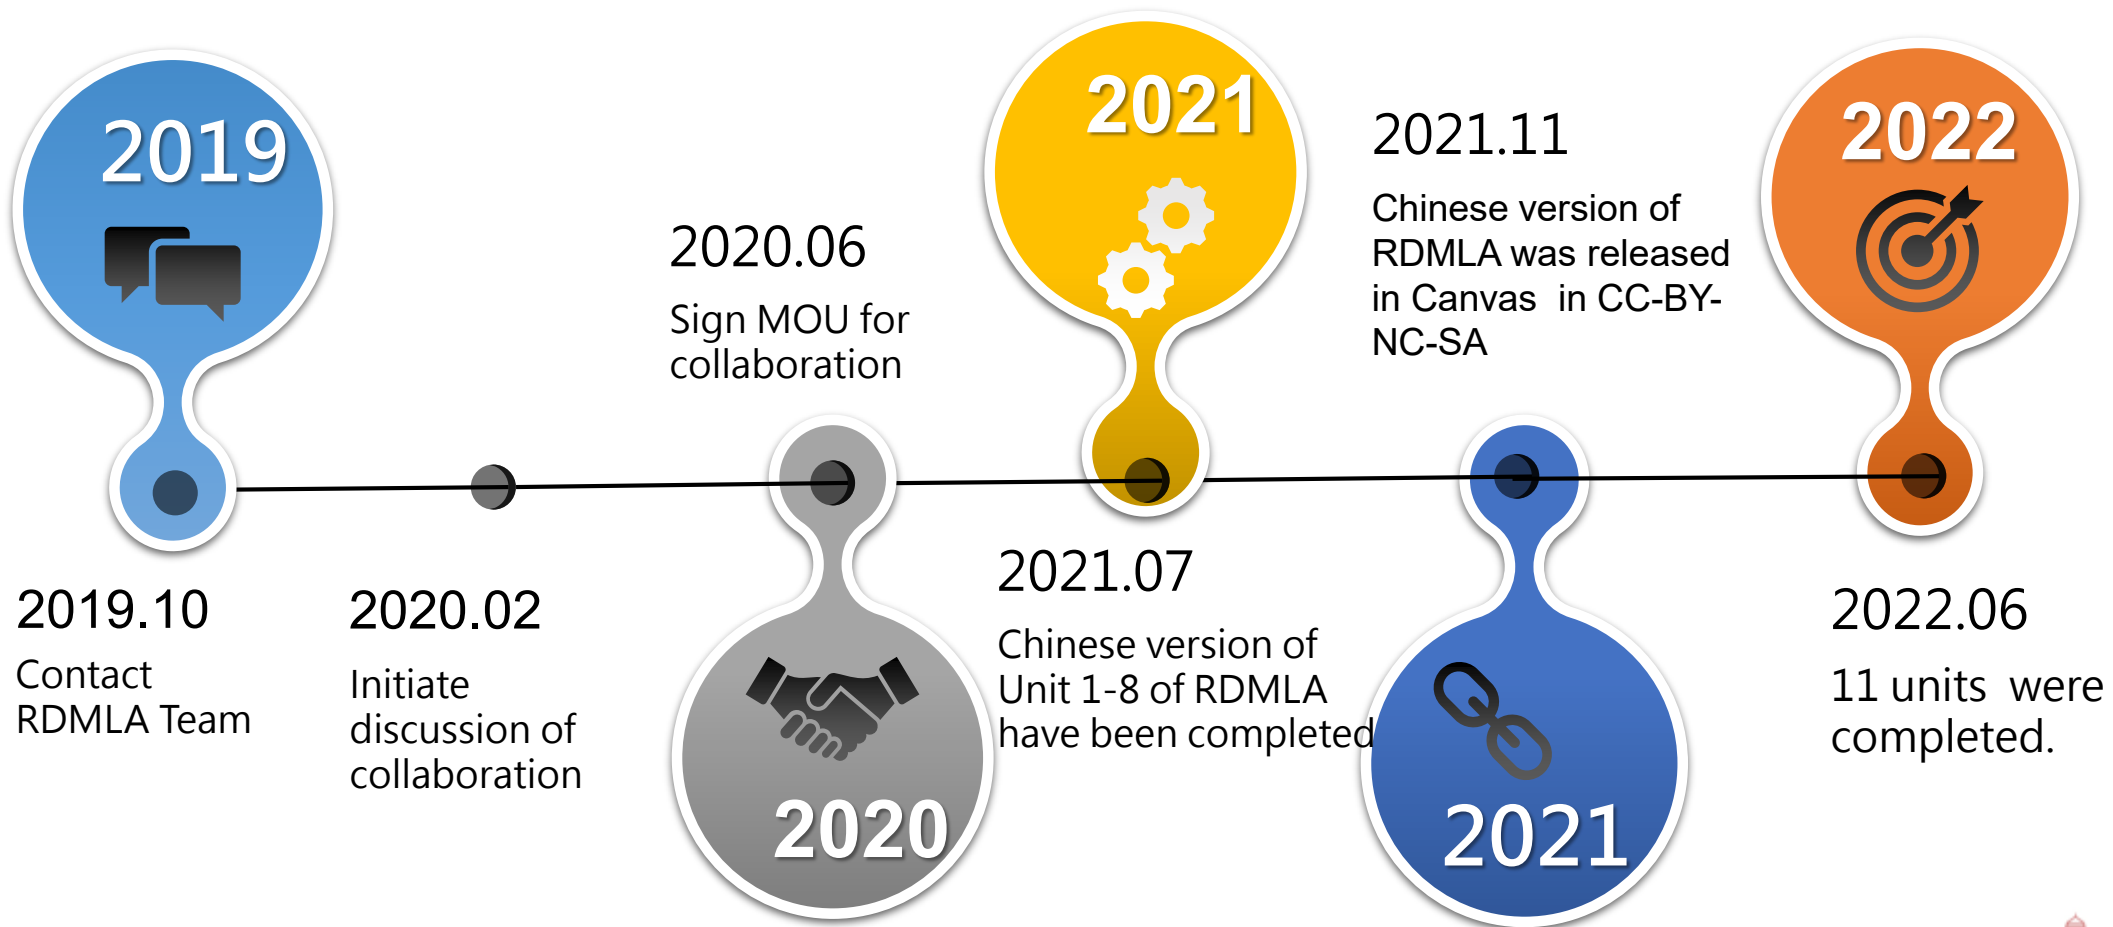 2019
2019.10
Contact
RDMLA Team
2020.02
Initiate
discussion of
collaboration
2020.06
Sign MOU for
collaboration
2020
2021
2021.07
Chinese version of
Unit 1-8 of RDMLA
have been completed
2021.11
Chinese version of
RDMLA was released
in Canvas  in CC-BY-
NC-SA
2021
2022
2022.06
11 units  were
completed.